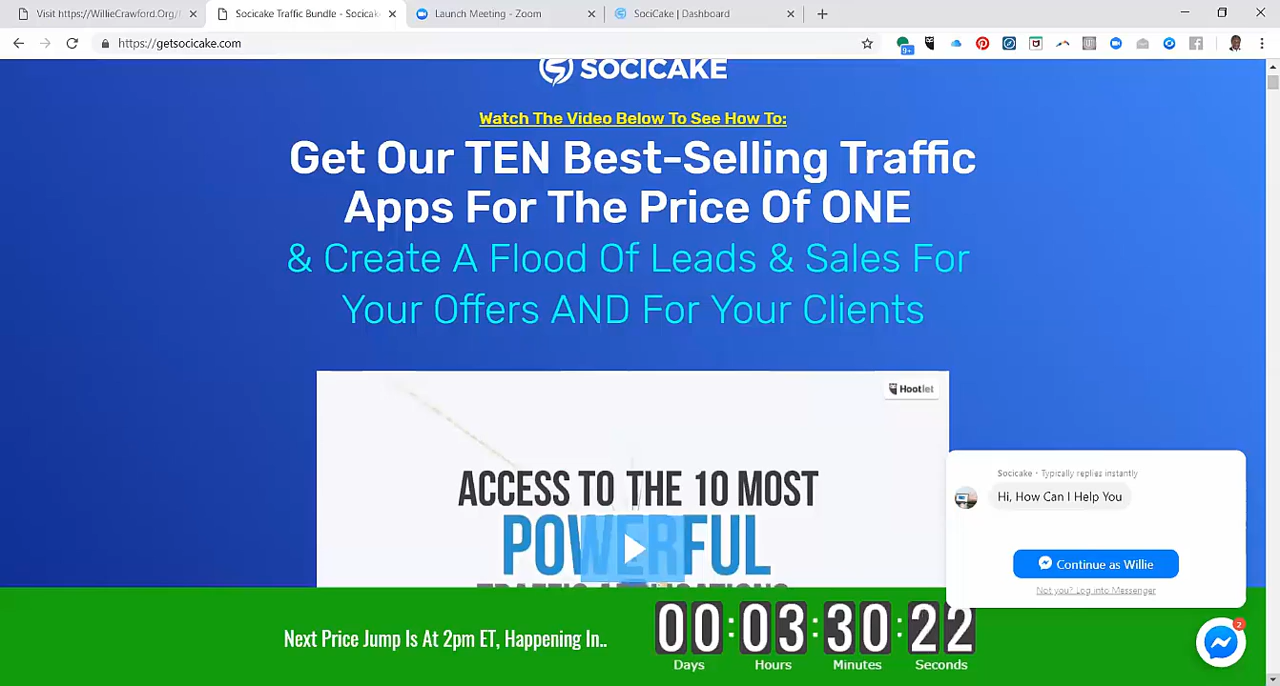 Visit https://WillieCrawford.Org/
Socicake Traffic Bundle - Socicak
Launch Meeting - Zoom
SociCake | Dashboard
https://getsocicake.com
9+
SOCICAKE
Watch The Video Below To See How To:
Get Our TEN Best-Selling Traffic
Apps For The Price Of ONE
& Create A Flood Of Leads & Sales For
Your Offers AND For Your Clients
Hootlet
ACCESS TO THE 10 MOST
POWERFUL
TRAFFIC APPLICATIONS
Socicake • Typically replies instantly
Hi, How Can I Help You
Continue as Willie
Not you? Log into Messenger
2
Next Price Jump Is At 2pm ET, Happening In..
00:03:30:22
Days Hours Minutes Seconds